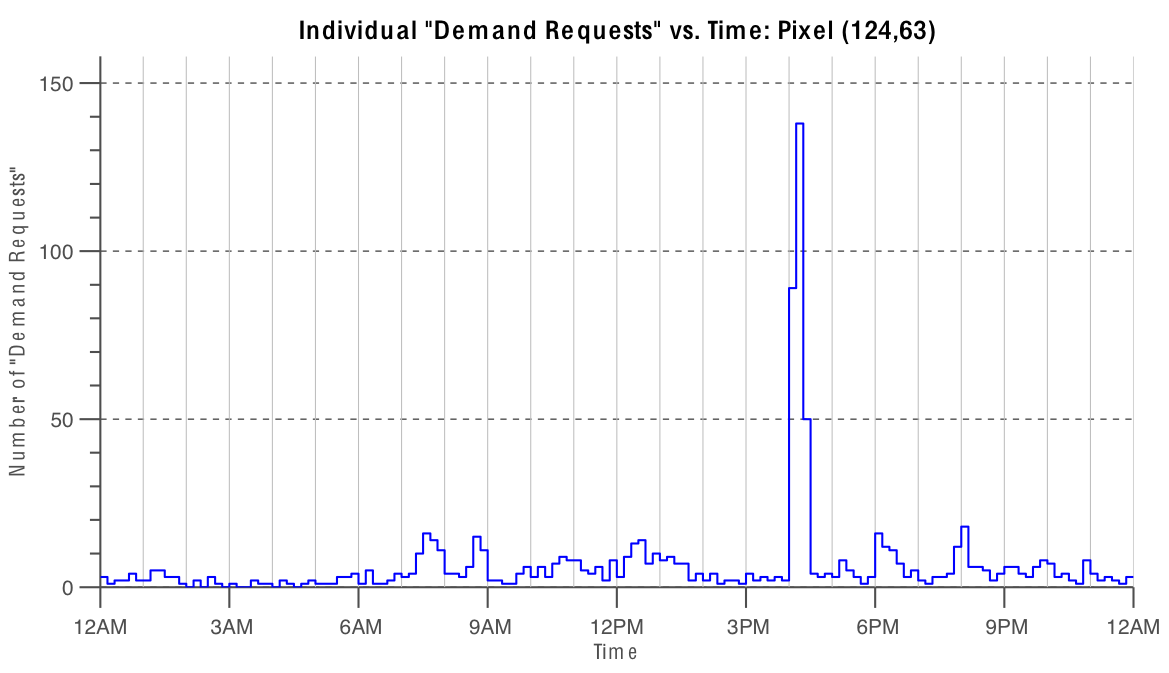 Individual "Demand Requests" vs. Time: Pixel (124,63)
150
100
50
0
Number of "Demand Requests"
12AM 3AM 6AM 9AM 12PM 3PM 6PM 9PM 12AM
Time